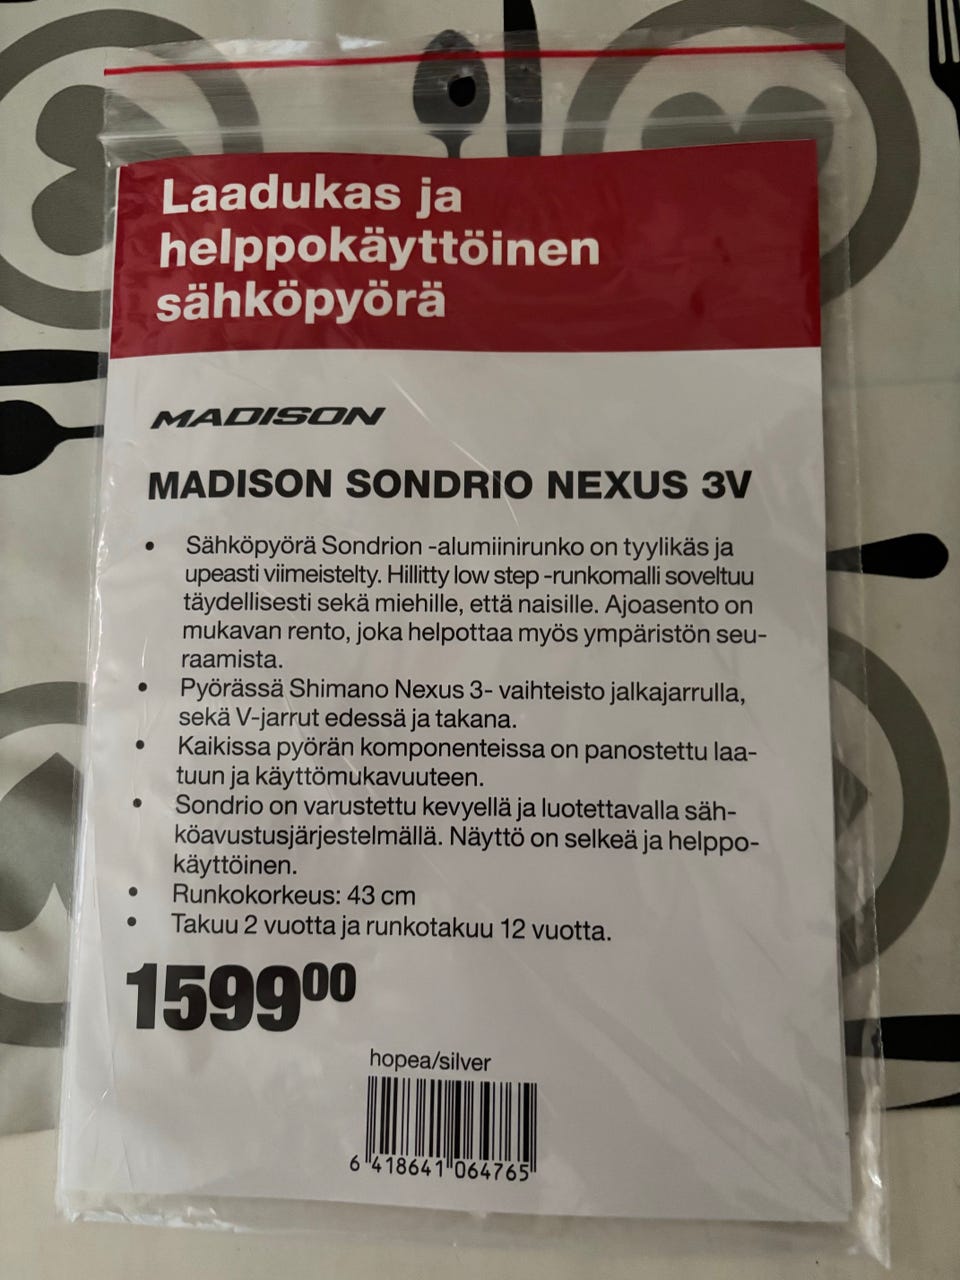 Laadukas ja
helppokäyttöinen
sähköpyörä
MADISON
MADISON SONDRIO NEXUS 3V
• Sähköpyörä Sondrion -alumiinirunko on tyylikäs ja
upeasti viimeistelty. Hillitty low step -runkomalli soveltuu
täydellisesti sekä miehille, että naisille. Ajoasento on
mukavan rento, joka helpottaa myös ympäristön seu-
raamista.
• Pyörässä Shimano Nexus 3- vaihteisto jalkajarrulla,
sekä V-jarrut edessä ja takana.
• Kaikissa pyörän komponenteissa on panostettu laa-
tuun ja käyttömukavuuteen.
• Sondrio on varustettu kevyellä ja luotettavalla säh-
köavustusjärjestelmällä. Näyttö on selkeä ja helppo-
käyttöinen.
• Runkokorkeus: 43 cm
• Takuu 2 vuotta ja runkotakuu 12 vuotta.
159900
hopea/silver
6 418641 064765